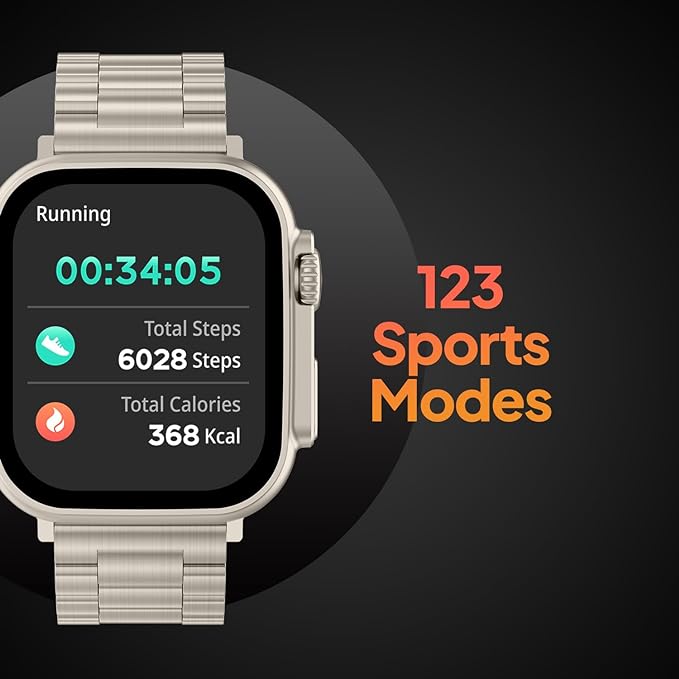 Running
00:34:05
Total Steps
6028 Steps
Total Calories
368 Kcal
123
Sports
Modes